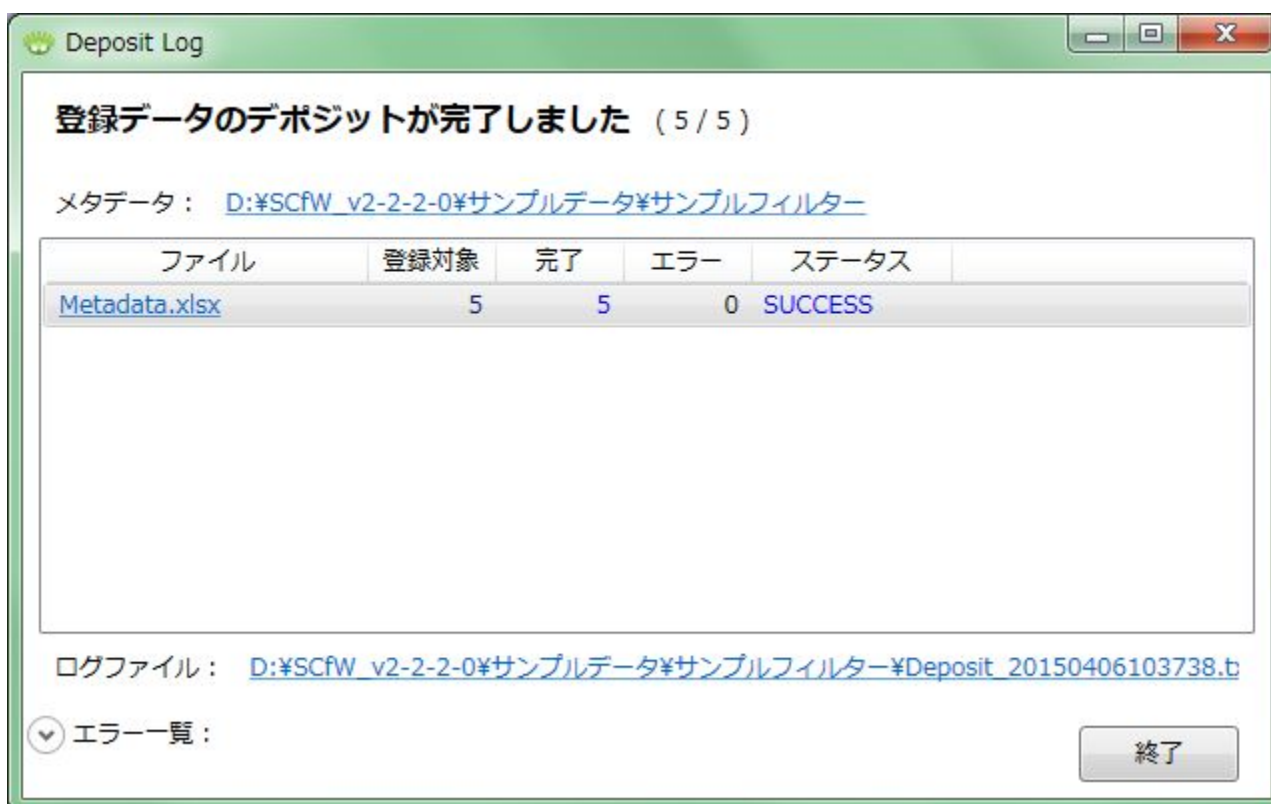 Deposit Log
登録データのデポジットが完了しました ( 5 / 5 )
メタデータ : D:¥SCfW_v2-2-2-0¥サンプルデータ¥サンプルフィルター
ファイル 登録対象 完了 エラー ステータス
Metadata.xlsx 5 5 0 SUCCESS
ログファイル : D:¥SCfW_v2-2-2-0¥サンプルデータ¥サンプルフィルター¥Deposit_20150406103738.t
エラー一覧 :
終了